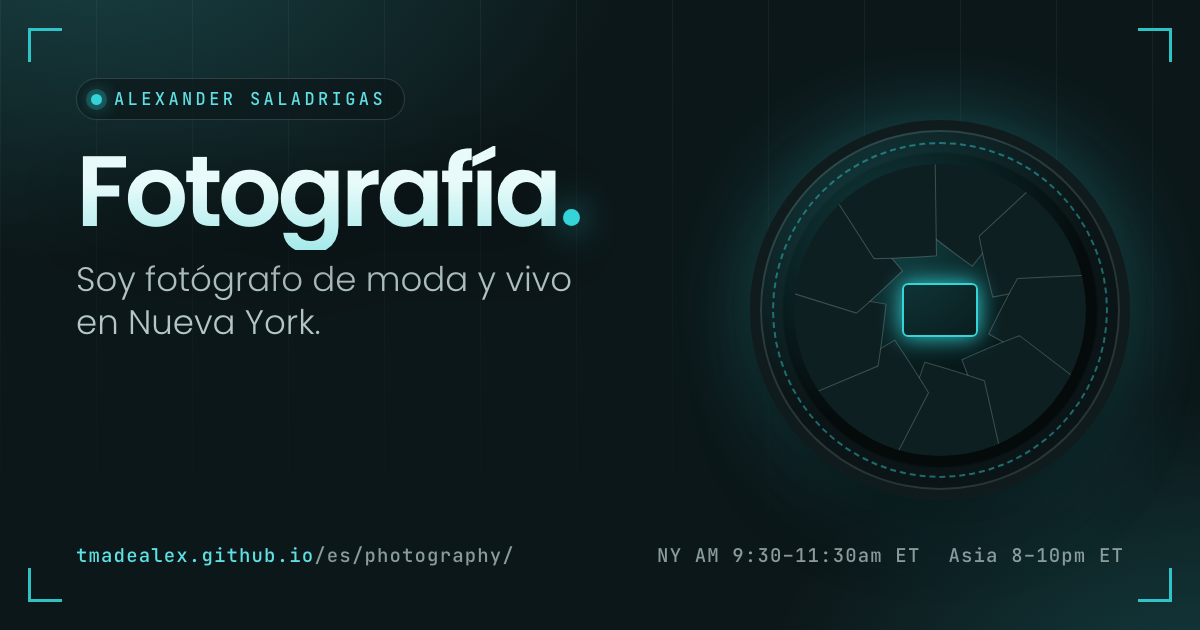 ALEXANDER SALADRIGAS
Fotografía.
Soy fotógrafo de moda y vivo
en Nueva York.
tmadealex.github.io/es/photography/
NY AM 9:30–11:30am ET Asia 8–10pm ET